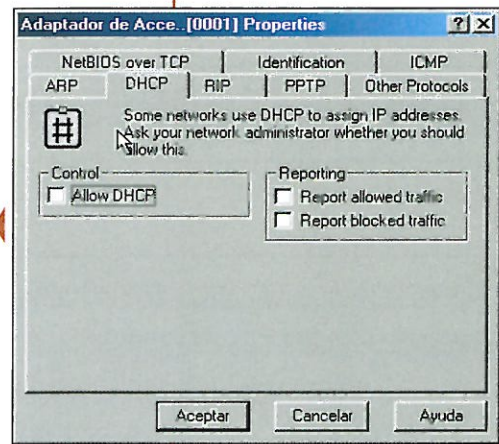 Adaptador de Acce..[0001] Properties
NetBIOS over TCP Identification ICMP
ARP DHCP RIP PPTP Other Protocols
Some networks use DHCP to assign IP addresses.
Ask your network administrator whether you should
allow this.
Control
Allow DHCP
Reporting
Report allowed traffic
Report blocked traffic
Aceptar Cancelar Ayuda